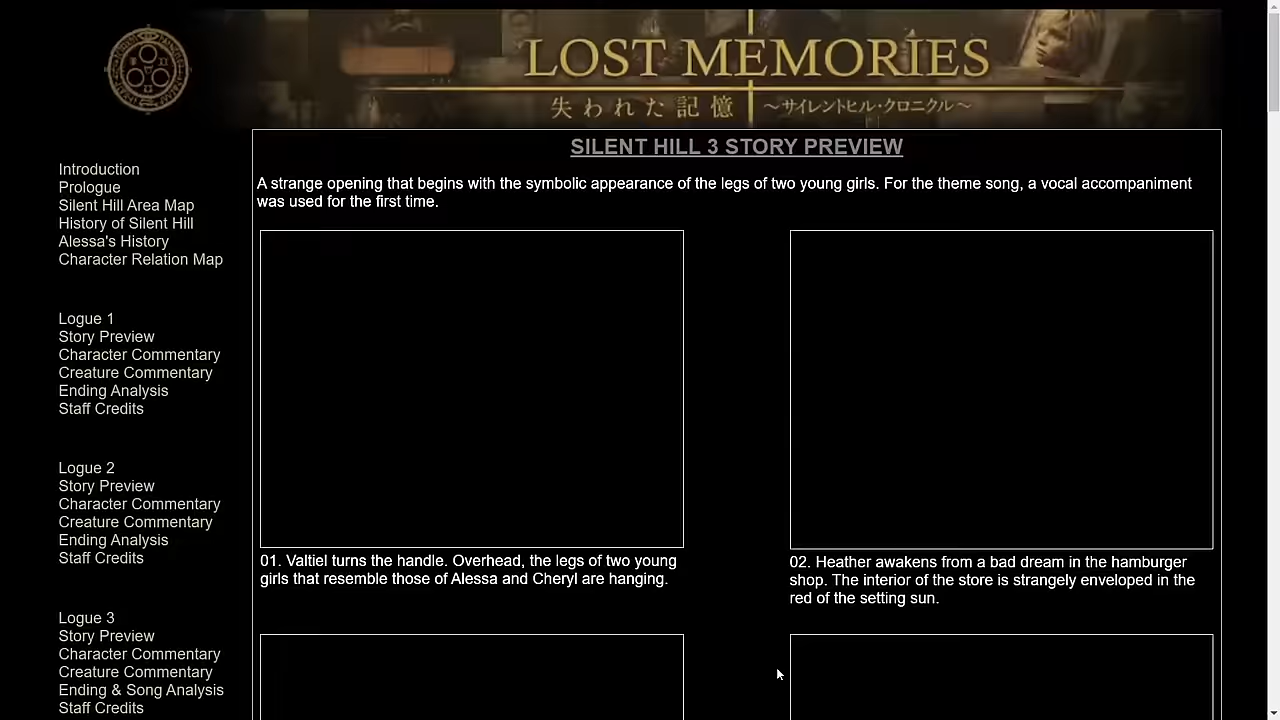 LOST MEMORIES
失われた記憶 ～サイレントヒル・クロニクル～
Introduction
Prologue
Silent Hill Area Map
History of Silent Hill
Alessa's History
Character Relation Map
Logue 1
Story Preview
Character Commentary
Creature Commentary
Ending Analysis
Staff Credits
Logue 2
Story Preview
Character Commentary
Creature Commentary
Ending Analysis
Staff Credits
Logue 3
Story Preview
Character Commentary
Creature Commentary
Ending & Song Analysis
Staff Credits
SILENT HILL 3 STORY PREVIEW
A strange opening that begins with the symbolic appearance of the legs of two young girls. For the theme song, a vocal accompaniment
was used for the first time.
01. Valtiel turns the handle. Overhead, the legs of two young
girls that resemble those of Alessa and Cheryl are hanging.
02. Heather awakens from a bad dream in the hamburger
shop. The interior of the store is strangely enveloped in the
red of the setting sun.